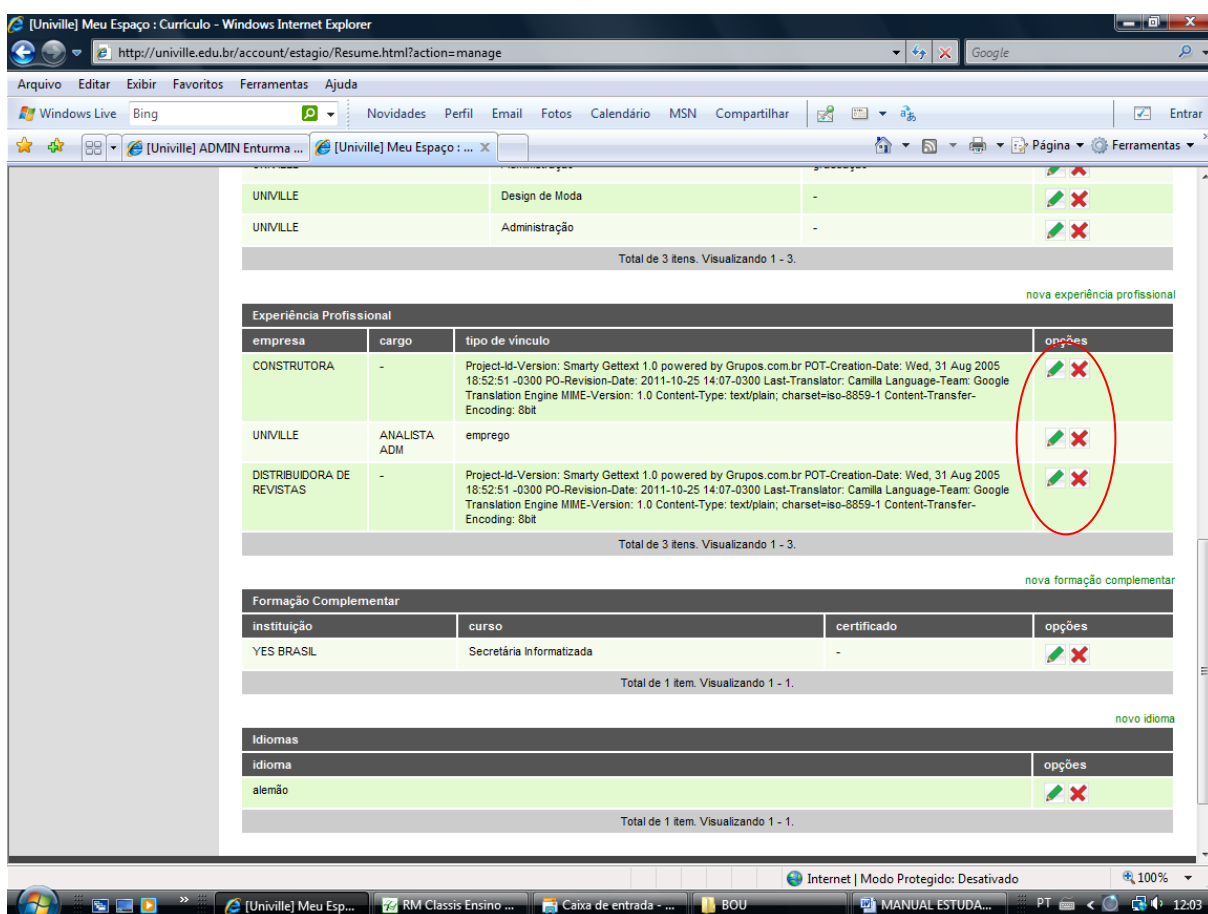 [Univille] Meu Espaço : Currículo - Windows Internet Explorer
http://univille.edu.br/account/estagio/Resume.html?action=manage
Google
Arquivo Editar Exibir Favoritos Ferramentas Ajuda
Windows Live Bing Novidades Perfil Email Fotos Calendário MSN Compartilhar Entrar
[Univille] ADMIN Enturma ... [Univille] Meu Espaço : ... X Página Ferramentas
UNIVILLE Administração graduação
UNIVILLE Design de Moda -
UNIVILLE Administração -
Total de 3 itens. Visualizando 1 - 3.
nova experiência profissional
Experiência Profissional
empresa cargo tipo de vínculo opções
CONSTRUTORA - Project-Id-Version: Smarty Gettext 1.0 powered by Grupos.com.br POT-Creation-Date: Wed, 31 Aug 2005
18:52:51 -0300 PO-Revision-Date: 2011-10-25 14:07-0300 Last-Translator: Camilla Language-Team: Google
Translation Engine MIME-Version: 1.0 Content-Type: text/plain; charset=iso-8859-1 Content-Transfer-
Encoding: 8bit
UNIVILLE ANALISTA emprego
ADM
DISTRIBUIDORA DE - Project-Id-Version: Smarty Gettext 1.0 powered by Grupos.com.br POT-Creation-Date: Wed, 31 Aug 2005
REVISTAS 18:52:51 -0300 PO-Revision-Date: 2011-10-25 14:07-0300 Last-Translator: Camilla Language-Team: Google
Translation Engine MIME-Version: 1.0 Content-Type: text/plain; charset=iso-8859-1 Content-Transfer-
Encoding: 8bit
Total de 3 itens. Visualizando 1 - 3.
nova formação complementar
Formação Complementar
instituição curso certificado opções
YES BRASIL Secretária Informatizada -
Total de 1 item. Visualizando 1 - 1.
novo idioma
Idiomas
idioma opções
alemão
Total de 1 item. Visualizando 1 - 1.
Internet | Modo Protegido: Desativado 100%
[Univille] Meu Esp... RM Classis Ensino ... Caixa de entrada - ... BOU MANUAL ESTUDA... PT 12:03